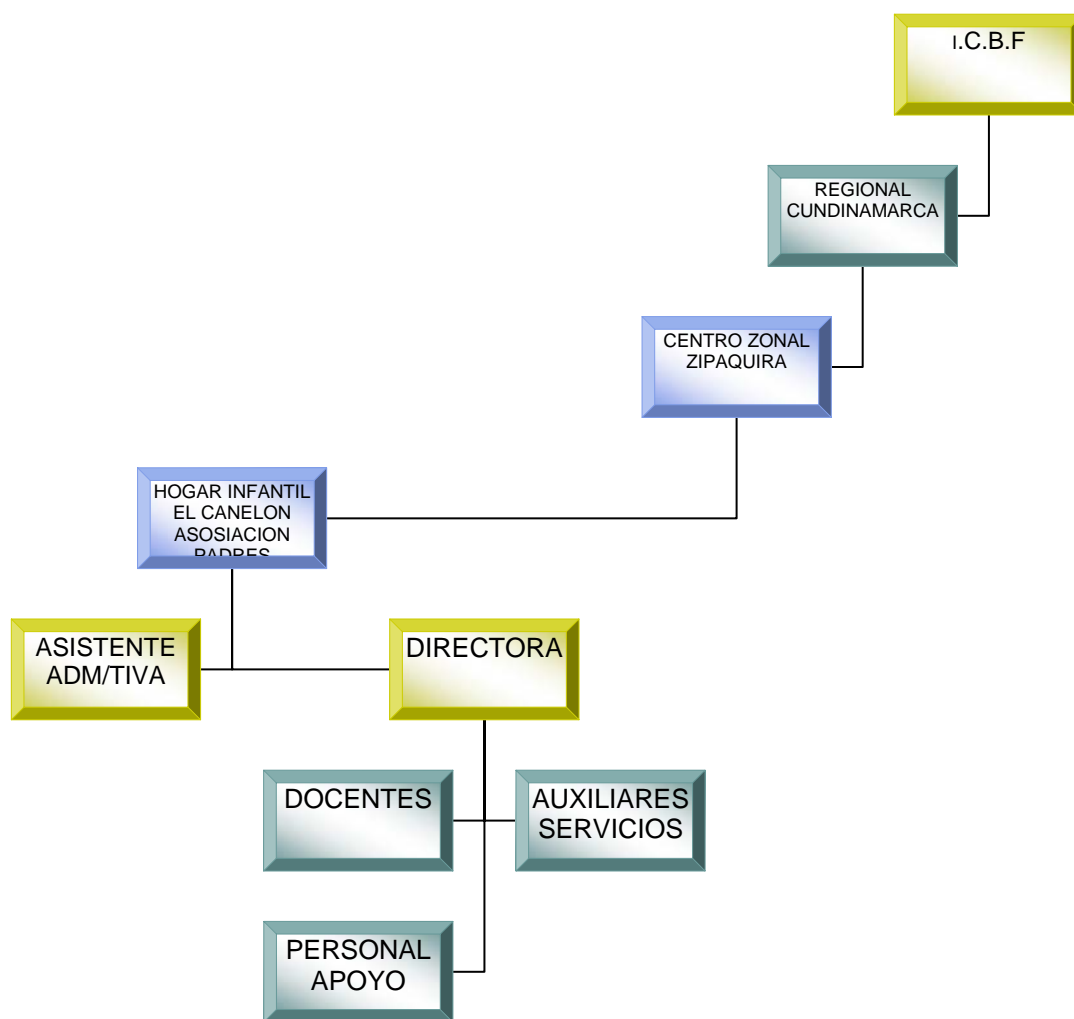 I.C.B.F
REGIONAL
CUNDINAMARCA
CENTRO ZONAL
ZIPAQUIRA
HOGAR INFANTIL
EL CANELON
ASOSIACION
PADRES
ASISTENTE
ADM/TIVA
DIRECTORA
DOCENTES
AUXILIARES
SERVICIOS
PERSONAL
APOYO